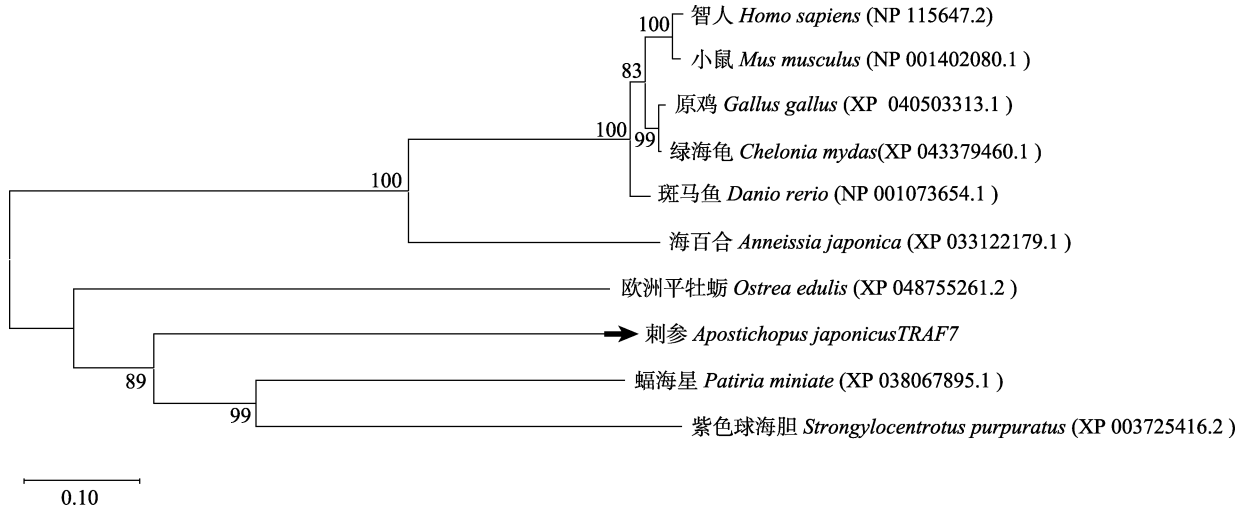 智人 Homo sapiens (NP 115647.2)
100
小鼠 Mus musculus (NP 001402080.1 )
83
原鸡 Gallus gallus (XP 040503313.1 )
100
99
绿海龟 Chelonia mydas(XP 043379460.1 )
100
斑马鱼 Danio rerio (NP 001073654.1 )
海百合 Anneissia japonica (XP 033122179.1 )
欧洲平牡蛎 Ostrea edulis (XP 048755261.2 )
刺参 Apostichopus japonicusTRAF7
89
蝠海星 Patiria miniate (XP 038067895.1 )
99
紫色球海胆 Strongylocentrotus purpuratus (XP 003725416.2 )
0.10